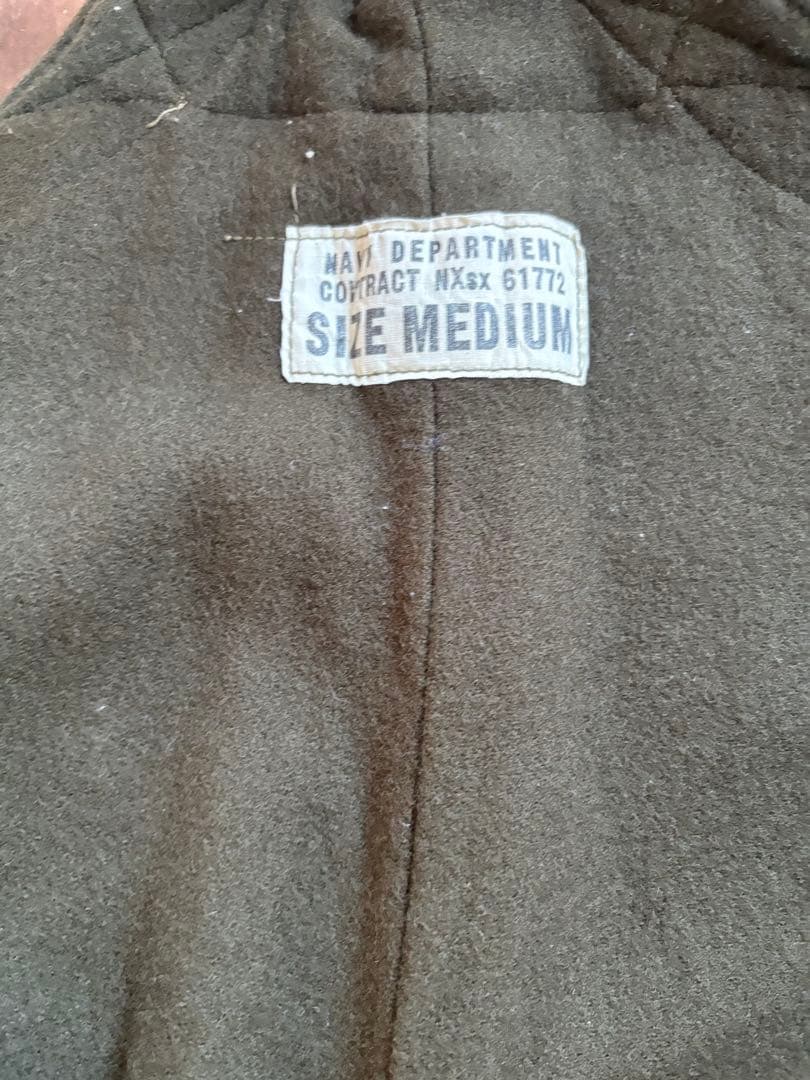 NAVY DEPARTMENT
CONTRACT NXsx 61772
SIZE MEDIUM